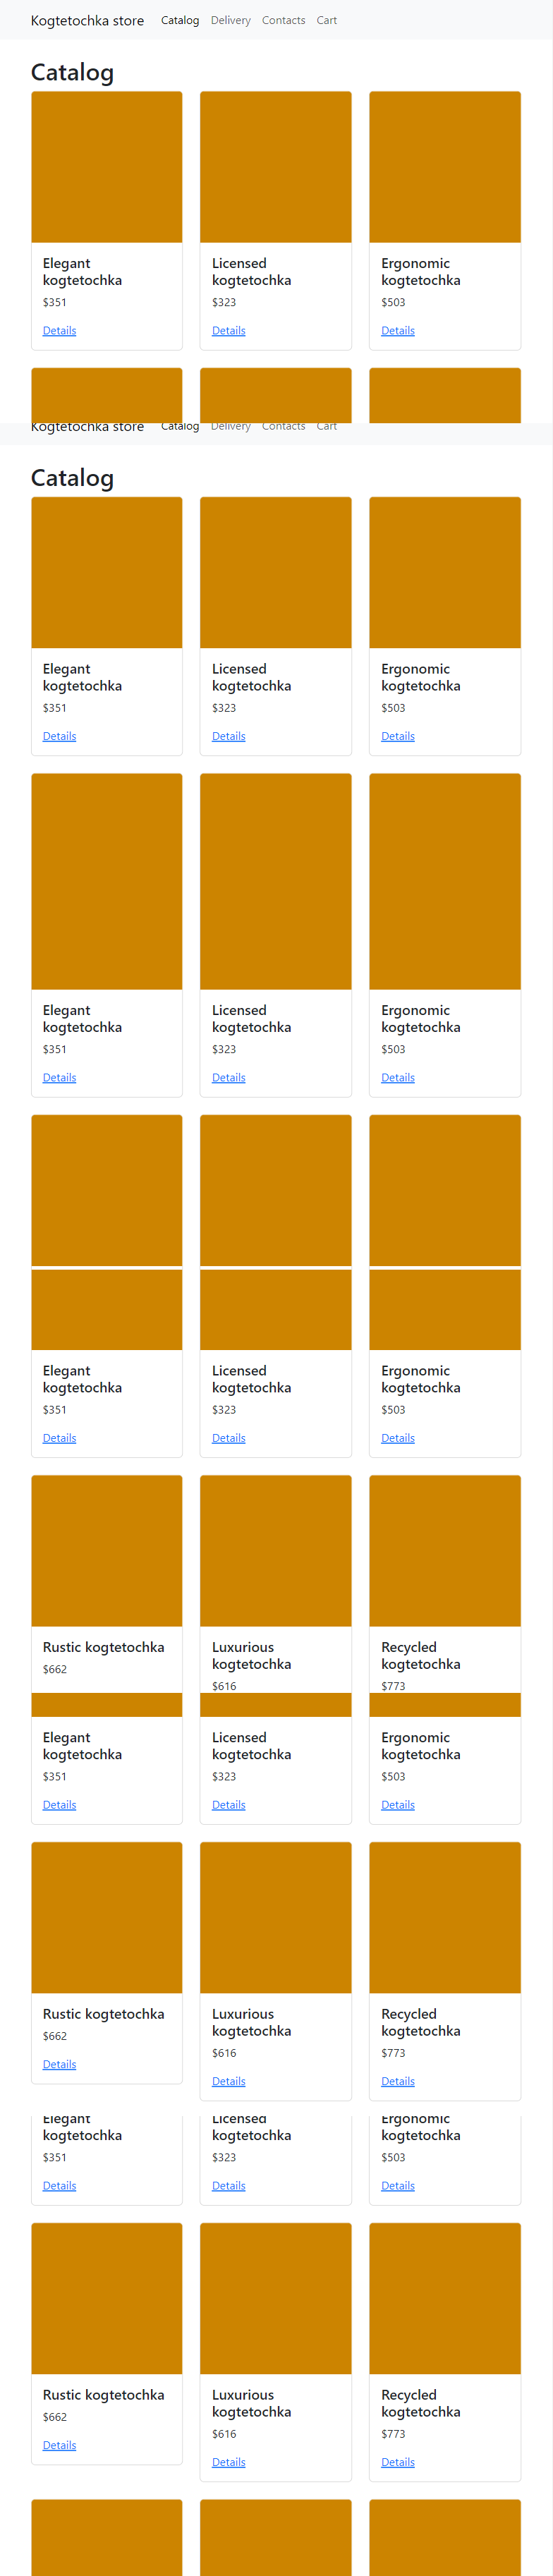 Kogtetochka store Catalog Delivery Contacts Cart
Catalog
Elegant kogtetochka
$351
Details
Licensed kogtetochka
$323
Details
Ergonomic kogtetochka
$503
Details
Kogtetochka store Catalog Delivery Contacts Cart
Catalog
Elegant kogtetochka
$351
Details
Licensed kogtetochka
$323
Details
Ergonomic kogtetochka
$503
Details
Elegant kogtetochka
$351
Details
Licensed kogtetochka
$323
Details
Ergonomic kogtetochka
$503
Details
Elegant kogtetochka
$351
Details
Licensed kogtetochka
$323
Details
Ergonomic kogtetochka
$503
Details
Rustic kogtetochka
$662
Luxurious kogtetochka
$616
Recycled kogtetochka
$773
Elegant kogtetochka
$351
Details
Licensed kogtetochka
$323
Details
Ergonomic kogtetochka
$503
Details
Rustic kogtetochka
$662
Details
Luxurious kogtetochka
$616
Details
Recycled kogtetochka
$773
Details
Elegant kogtetochka
$351
Details
Licensed kogtetochka
$323
Details
Ergonomic kogtetochka
$503
Details
Rustic kogtetochka
$662
Details
Luxurious kogtetochka
$616
Details
Recycled kogtetochka
$773
Details